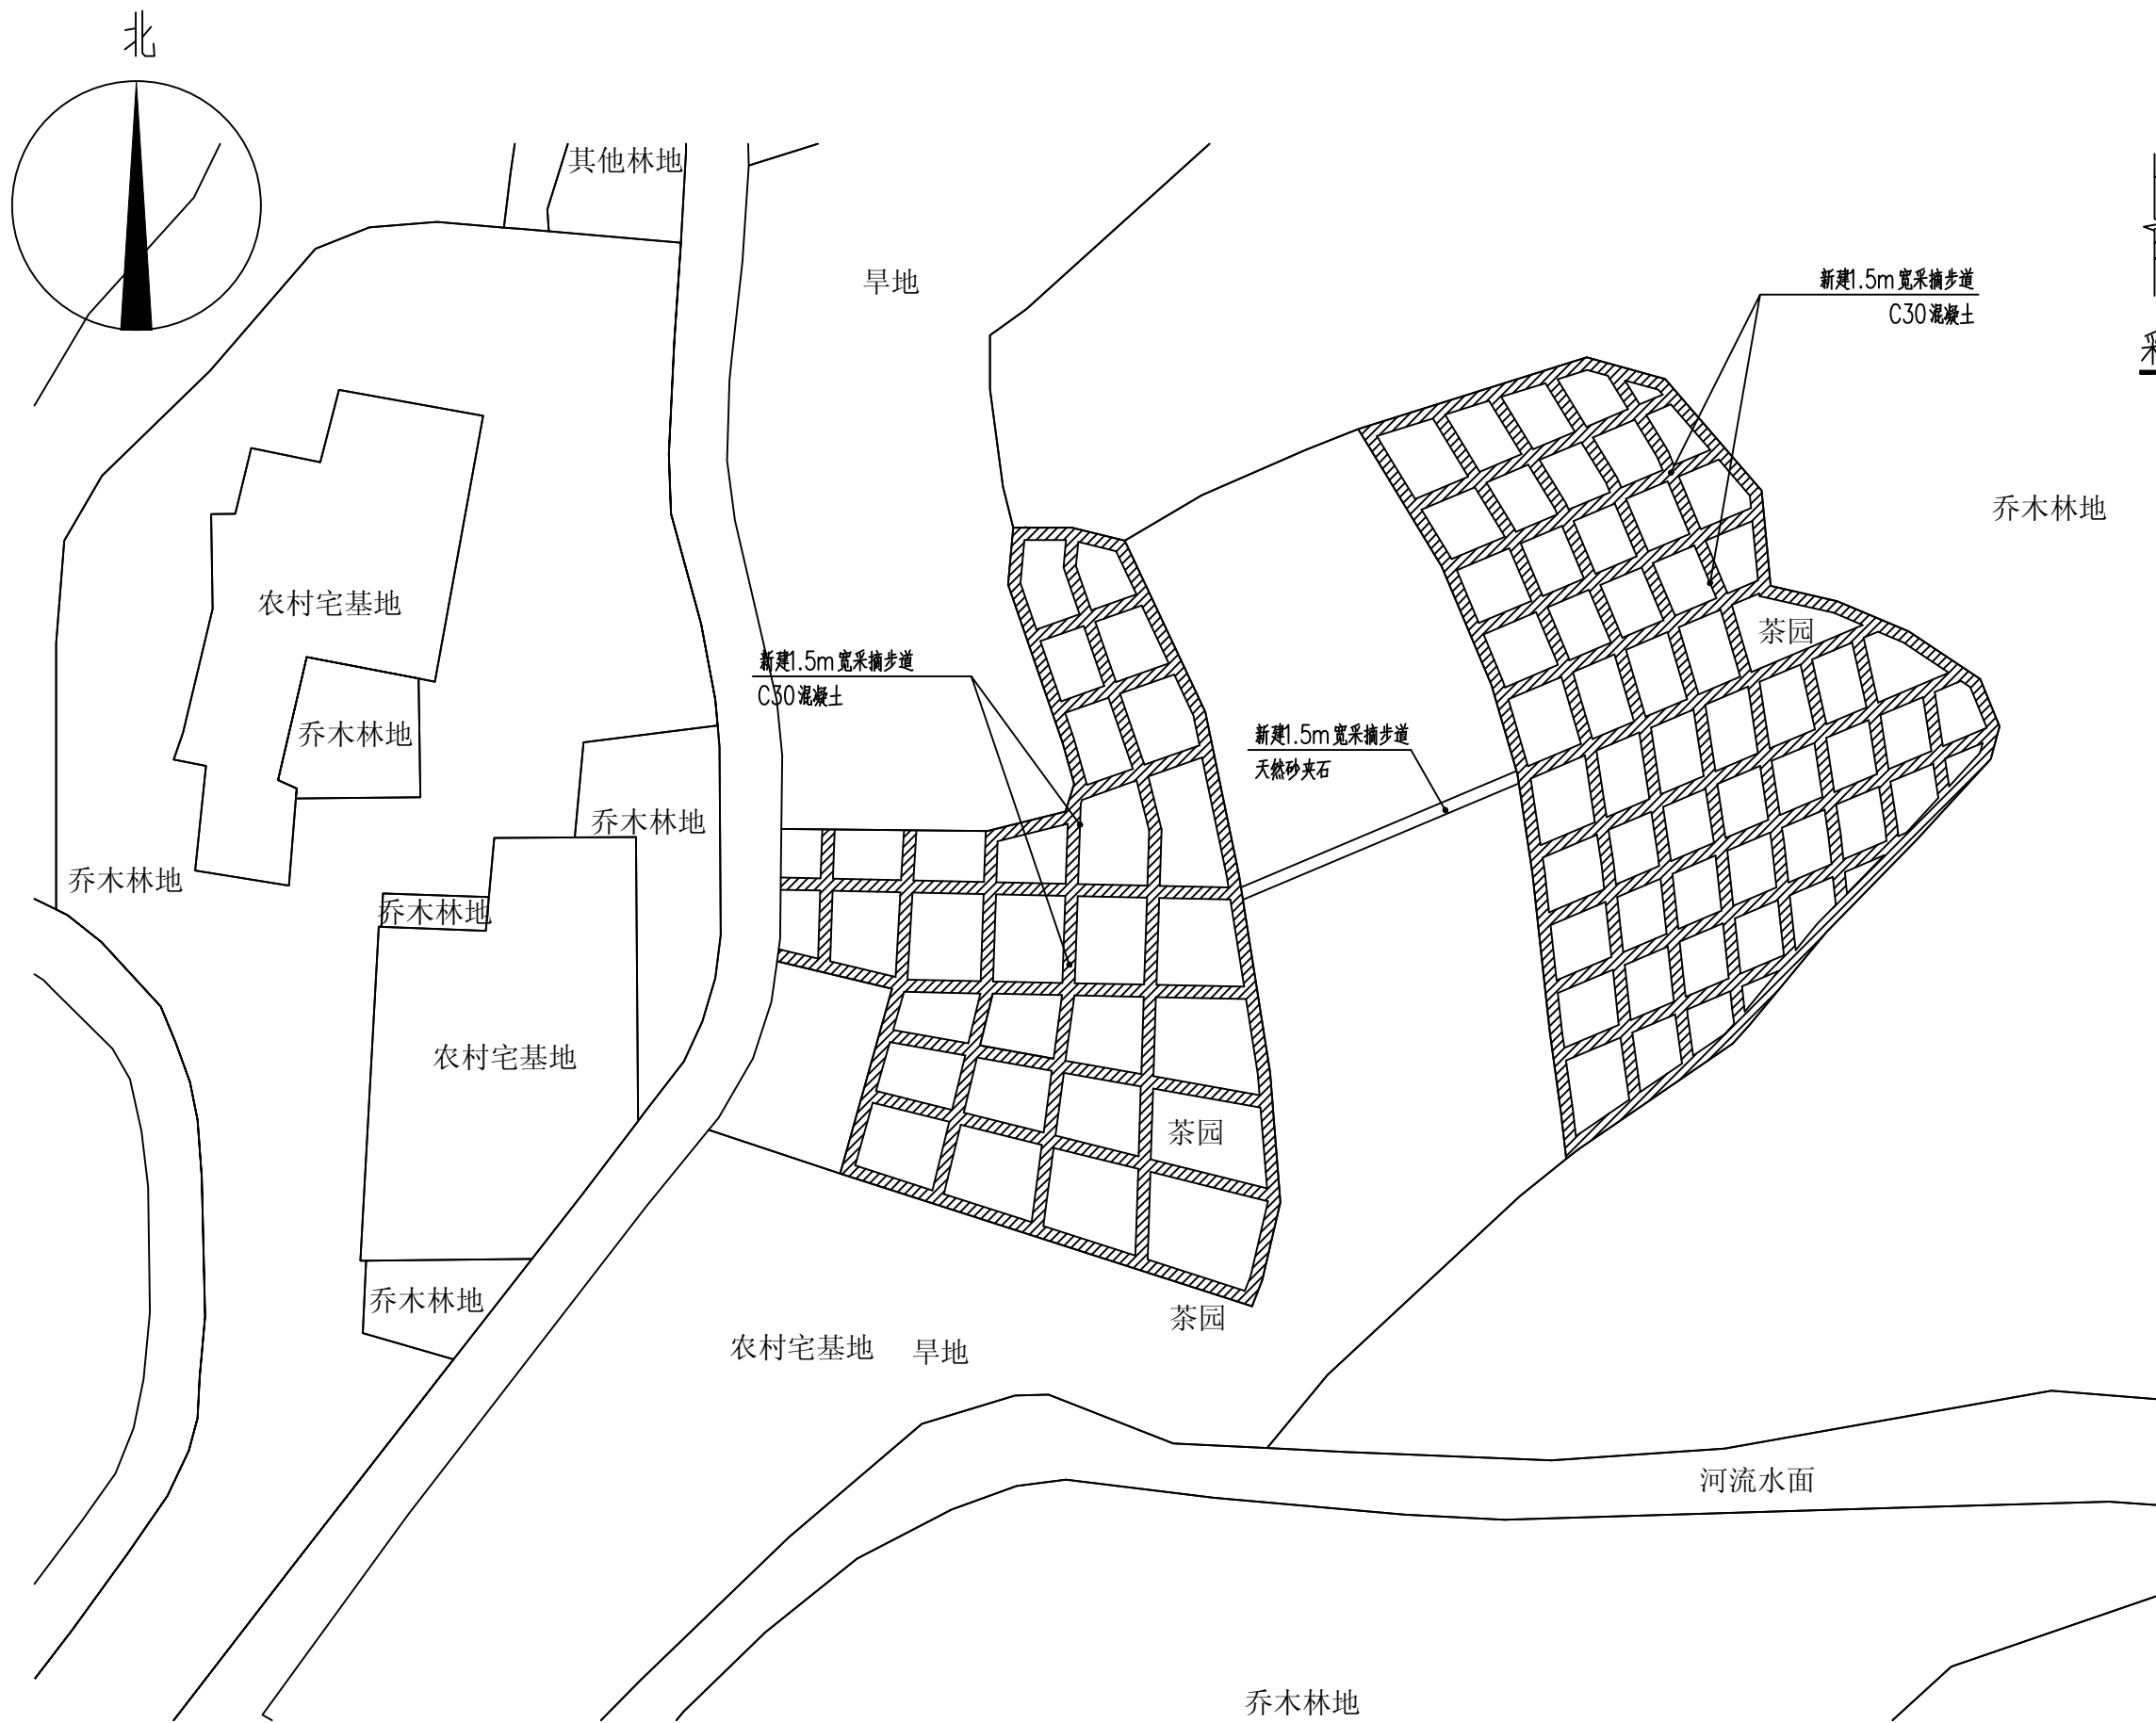 北
其他林地
旱地
新建1.5m宽采摘步道
C30混凝土
乔木林地
农村宅基地
茶园
新建1.5m宽采摘步道
C30混凝土
乔木林地
新建1.5m宽采摘步道
天然砂夹石
乔木林地
乔木林地
乔木林地
农村宅基地
茶园
乔木林地
茶园
农村宅基地
旱地
河流水面
乔木林地